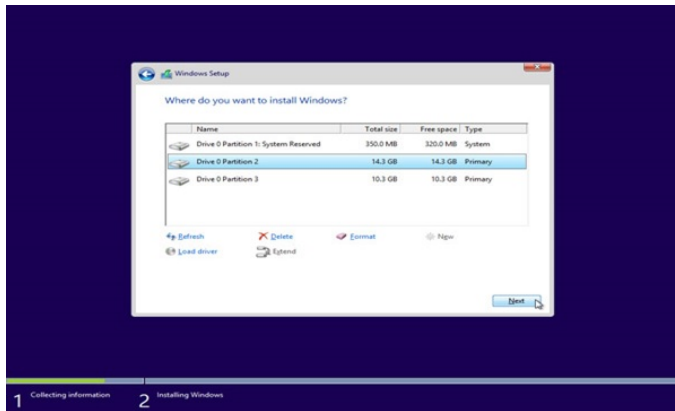 Windows Setup
Where do you want to install Windows?
Name Total size Free space Type
Drive 0 Partition 1: System Reserved 350.0 MB 320.0 MB System
Drive 0 Partition 2 14.3 GB 14.3 GB Primary
Drive 0 Partition 3 10.3 GB 10.3 GB Primary
Refresh Delete Format New
Load driver Extend
Next
1 Collecting information 2 Installing Windows